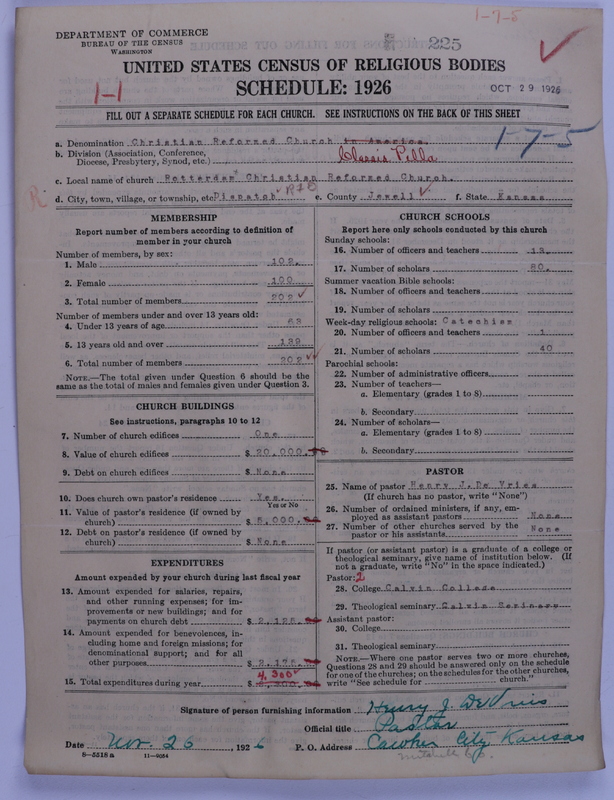 1-7-5
DEPARTMENT OF COMMERCE
BUREAU OF THE CENSUS
WASHINGTON
225
UNITED STATES CENSUS OF RELIGIOUS BODIES
SCHEDULE: 1926
OCT 29 1926
1-1
FILL OUT A SEPARATE SCHEDULE FOR EACH CHURCH. SEE INSTRUCTIONS ON THE BACK OF THIS SHEET
1-7-5
a. Denomination Christian Reformed Church in America
b. Division (Association, Conference, Diocese, Presbytery, Synod, etc.) Classis Pella
c. Local name of church Rotterdam Christian Reformed Church.
R d. City, town, village, or township, etc. Dispatch RFD e. County Jewell f. State Kansas
MEMBERSHIP
Report number of members according to definition of
member in your church
Number of members, by sex:
1. Male 102.
2. Female 100
3. Total number of members 202
Number of members under and over 13 years old:
4. Under 13 years of age 63
5. 13 years old and over 139
6. Total number of members 202
NOTE.—The total given under Question 6 should be the
same as the total of males and females given under Question 3.
CHURCH BUILDINGS
See instructions, paragraphs 10 to 12
7. Number of church edifices One
8. Value of church edifices $ 20,000.
9. Debt on church edifices $ None
10. Does church own pastor's residence Yes.
Yes or No
11. Value of pastor's residence (if owned by
church) $ 5,000.
12. Debt on pastor's residence (if owned by
church) $ None
EXPENDITURES
Amount expended by your church during last fiscal year
13. Amount expended for salaries, repairs,
and other running expenses; for im-
provements or new buildings; and for
payments on church debt $ 2,125.
14. Amount expended for benevolences, in-
cluding home and foreign missions; for
denominational support; and for all
other purposes $ 2,175.
4,300
15. Total expenditures during year $
CHURCH SCHOOLS
Report here only schools conducted by this church
Sunday schools:
16. Number of officers and teachers
17. Number of scholars 80.
Summer vacation Bible schools:
18. Number of officers and teachers
19. Number of scholars
Week-day religious schools: Catechism
20. Number of officers and teachers 1
21. Number of scholars 40
Parochial schools:
22. Number of administrative officers
23. Number of teachers—
a. Elementary (grades 1 to 8)
b. Secondary
24. Number of scholars—
a. Elementary (grades 1 to 8)
b. Secondary
PASTOR
25. Name of pastor Henry J. De Vries
(If church has no pastor, write "None")
26. Number of ordained ministers, if any, em-
ployed as assistant pastors None
27. Number of other churches served by the
pastor or his assistants None
If pastor (or assistant pastor) is a graduate of a college or
theological seminary, give name of institution below. (If
not a graduate, write "No" in the space indicated.)
Pastor: 2
28. College Calvin College
29. Theological seminary Calvin Seminary
Assistant pastor:
30. College
31. Theological seminary
NOTE.—Where one pastor serves two or more churches,
Questions 28 and 29 should be answered only on the schedule
for one of the churches; on the schedules for the other churches,
write "See schedule for church."
Signature of person furnishing information Henry J. De Vries
Official title Pastor
Date Nov. 26, 1926 P. O. Address Cawker City Kansas
Mitchell Co.
8—5518 a 11—9054